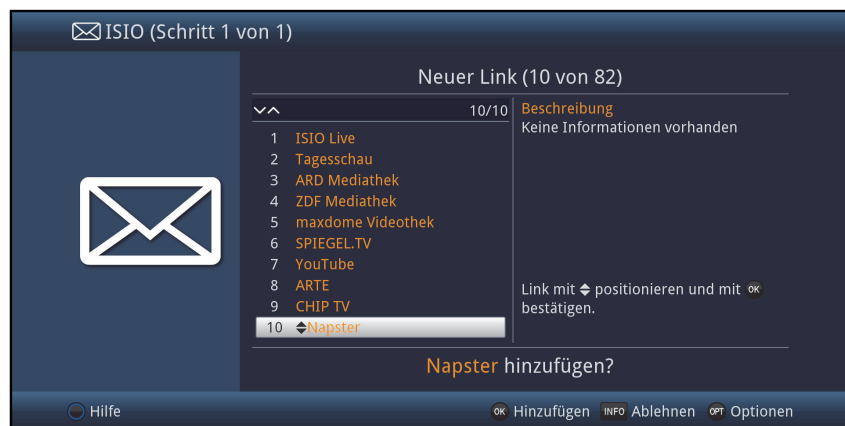 ISIO (Schritt 1 von 1)
Neuer Link (10 von 82)
10/10
1 ISIO Live
2 Tagesschau
3 ARD Mediathek
4 ZDF Mediathek
5 maxdome Videothek
6 SPIEGEL.TV
7 YouTube
8 ARTE
9 CHIP TV
10 Napster
Beschreibung
Keine Informationen vorhanden
Link mit positionieren und mit OK
bestätigen.
Napster hinzufügen?
Hilfe
OK Hinzufügen INFO Ablehnen OPT Optionen